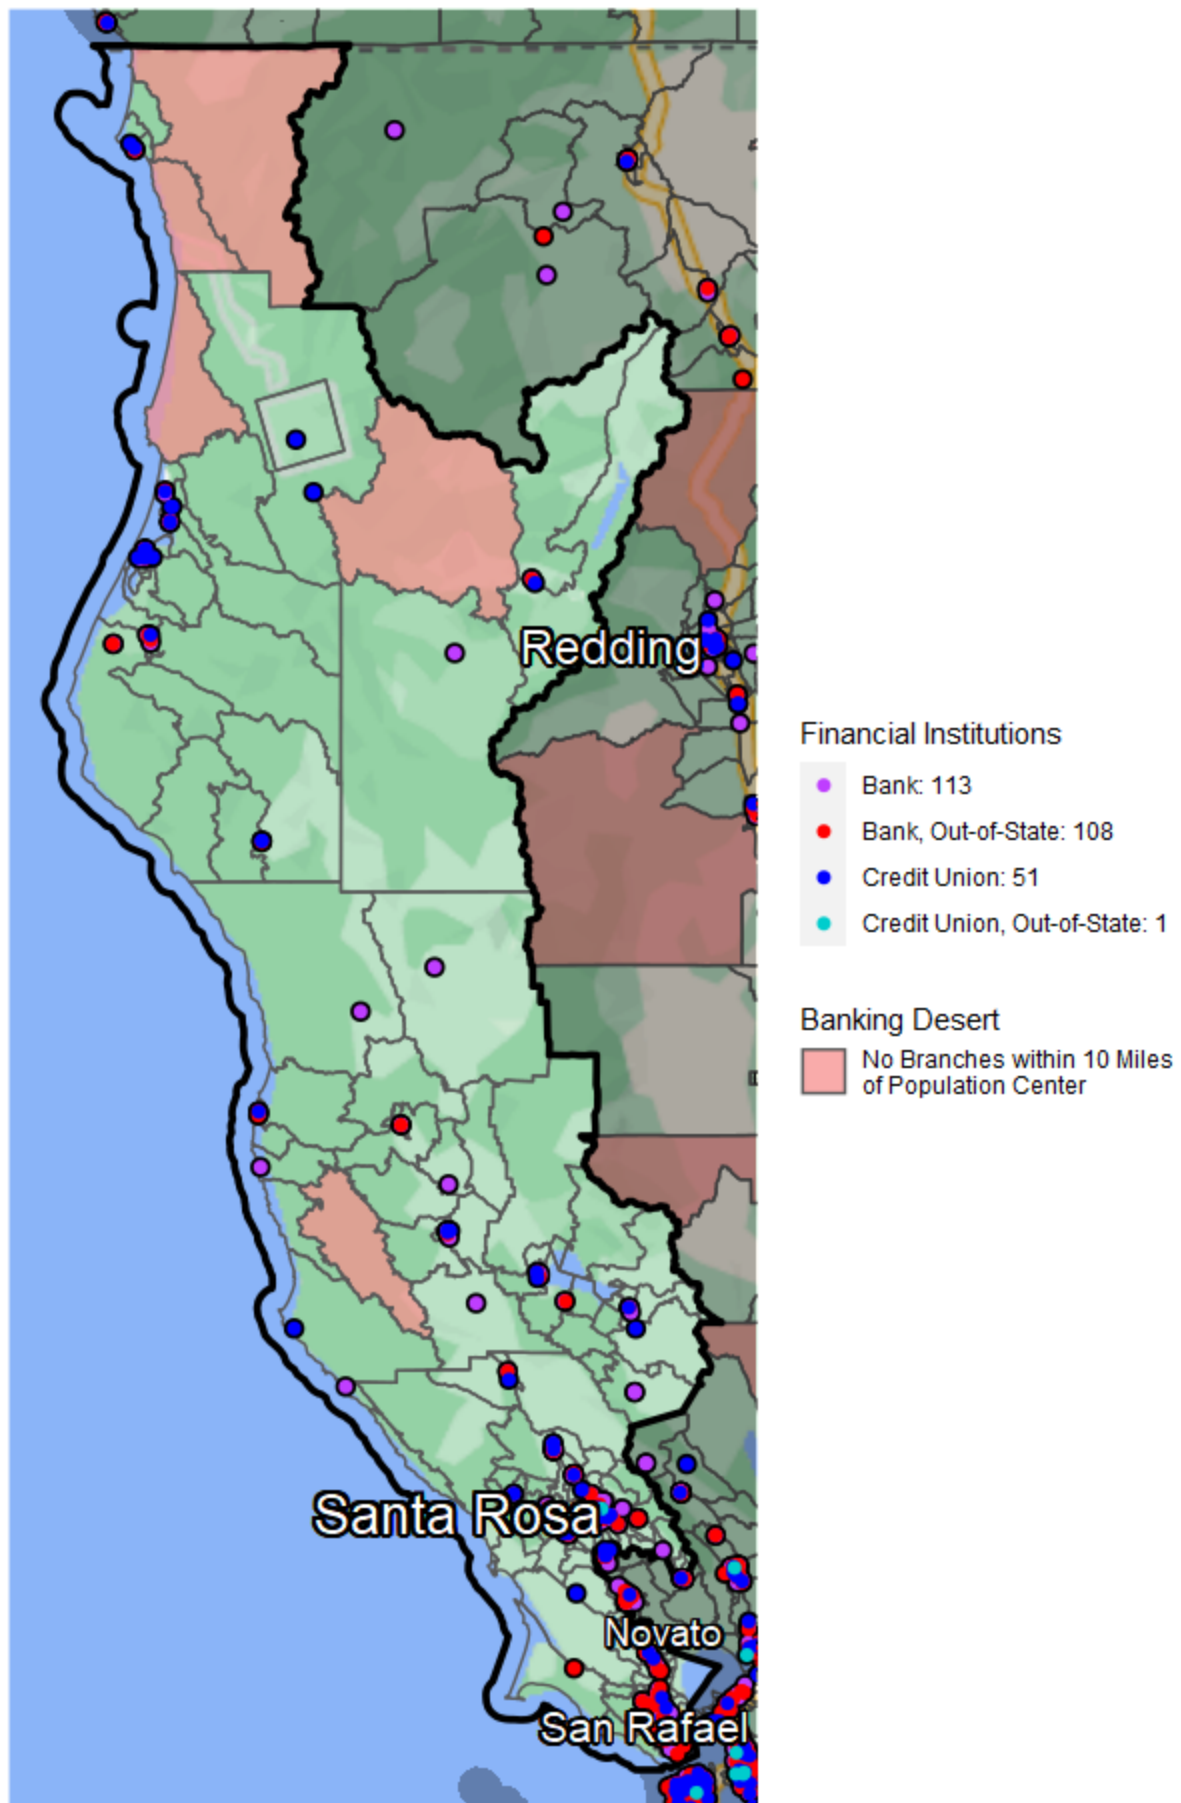 Redding
Santa Rosa
Novato
San Rafael
Financial Institutions
Bank: 113
Bank, Out-of-State: 108
Credit Union: 51
Credit Union, Out-of-State: 1
Banking Desert
No Branches within 10 Miles
of Population Center